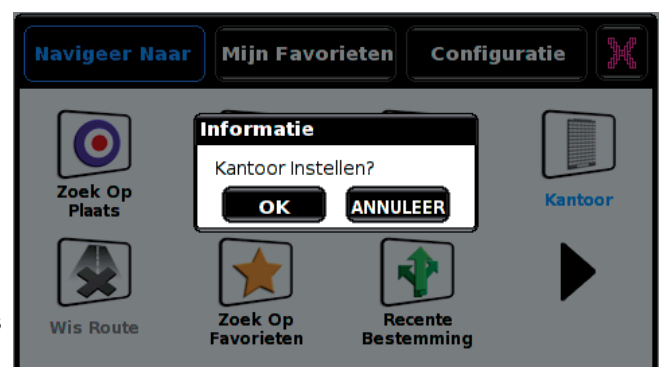 Navigeer Naar
Mijn Favorieten
Configuratie
Informatie
Kantoor Instellen?
OK
ANNULEER
Zoek Op
Plaats
Kantoor
Wis Route
Zoek Op
Favorieten
Recente
Bestemming